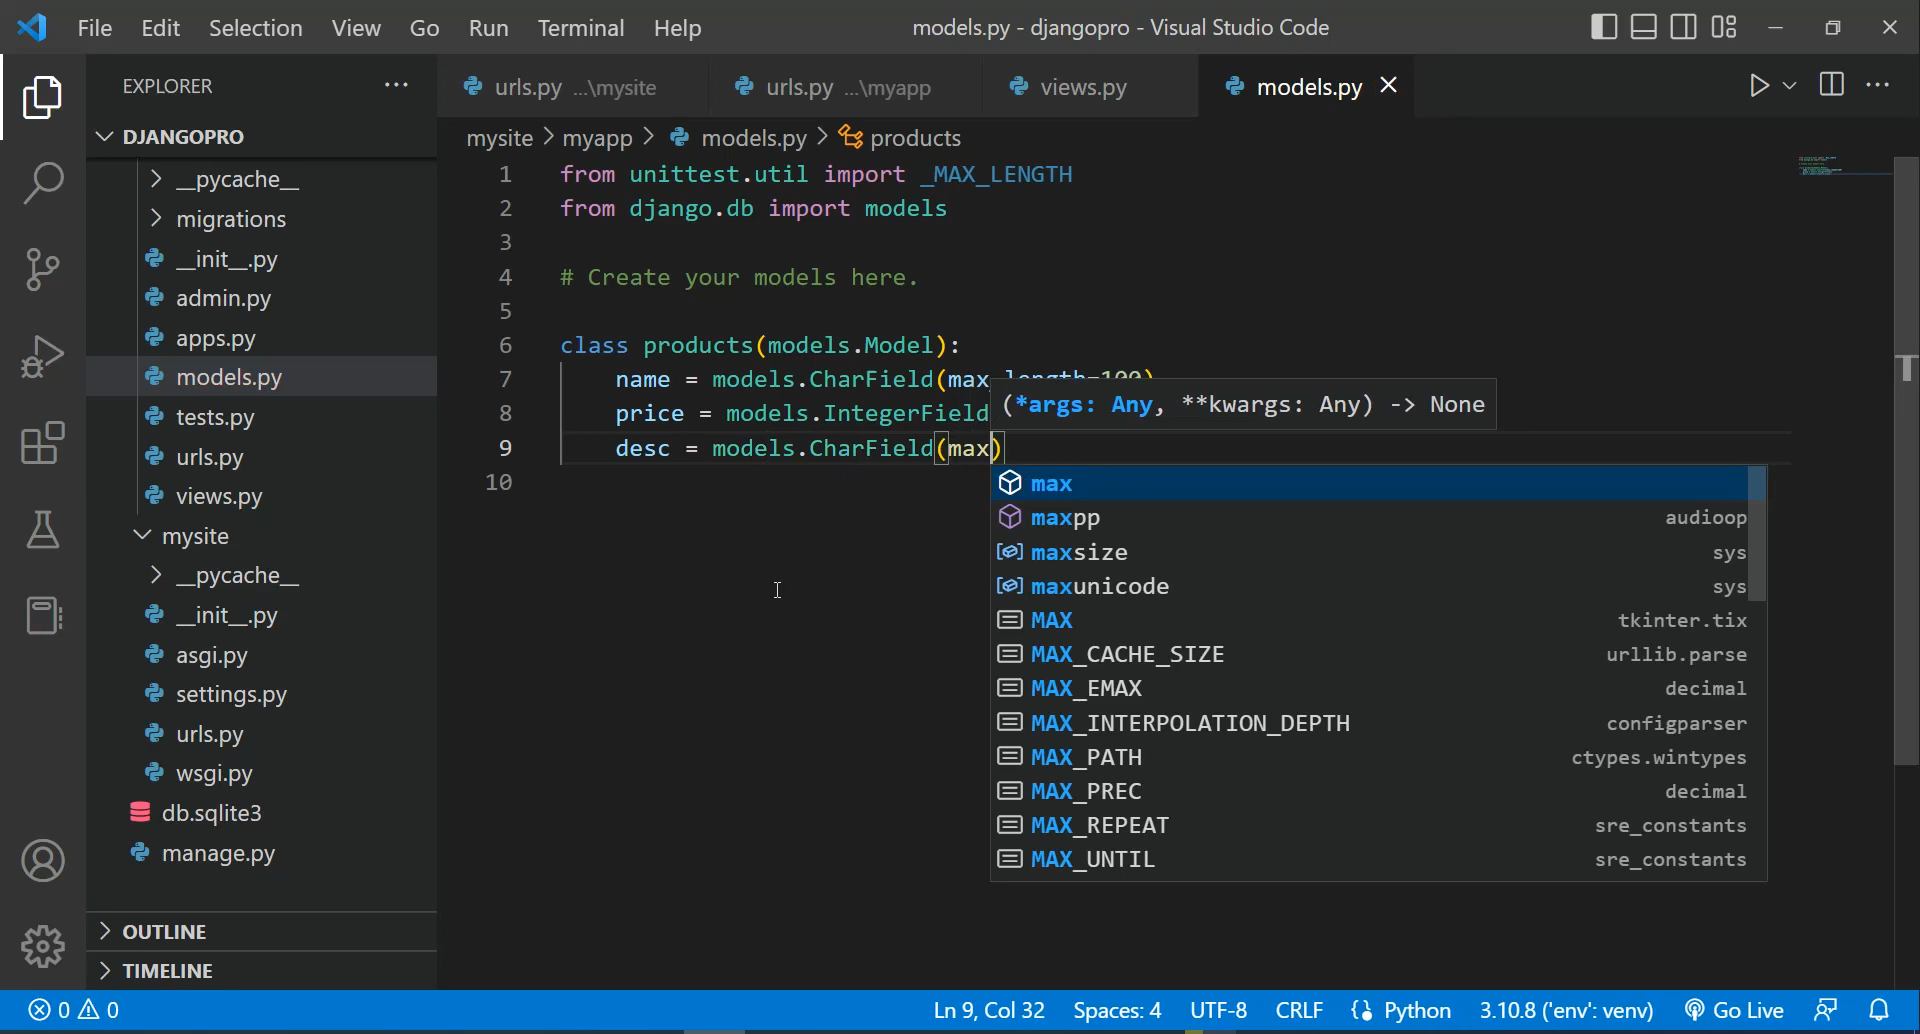 File Edit Selection View Go Run Terminal Help
models.py - djangopro - Visual Studio Code
EXPLORER
urls.py ...\mysite
urls.py ...\myapp
views.py
models.py
DJANGOPRO
__pycache__
migrations
__init__.py
admin.py
apps.py
models.py
tests.py
urls.py
views.py
mysite
__pycache__
__init__.py
asgi.py
settings.py
urls.py
wsgi.py
db.sqlite3
manage.py
OUTLINE
TIMELINE
mysite > myapp > models.py > products
1 from unittest.util import _MAX_LENGTH
2 from django.db import models
3
4 # Create your models here.
5
6 class products(models.Model):
7 name = models.CharField(max_length=100)
8 price = models.IntegerField
9 desc = models.CharField(max)
10
(*args: Any, **kwargs: Any) -> None
max
maxpp audioop
maxsize sys
maxunicode sys
MAX tkinter.tix
MAX_CACHE_SIZE urllib.parse
MAX_EMAX decimal
MAX_INTERPOLATION_DEPTH configparser
MAX_PATH ctypes.wintypes
MAX_PREC decimal
MAX_REPEAT sre_constants
MAX_UNTIL sre_constants
0 0
Ln 9, Col 32 Spaces: 4 UTF-8 CRLF Python 3.10.8 ('env': venv) Go Live